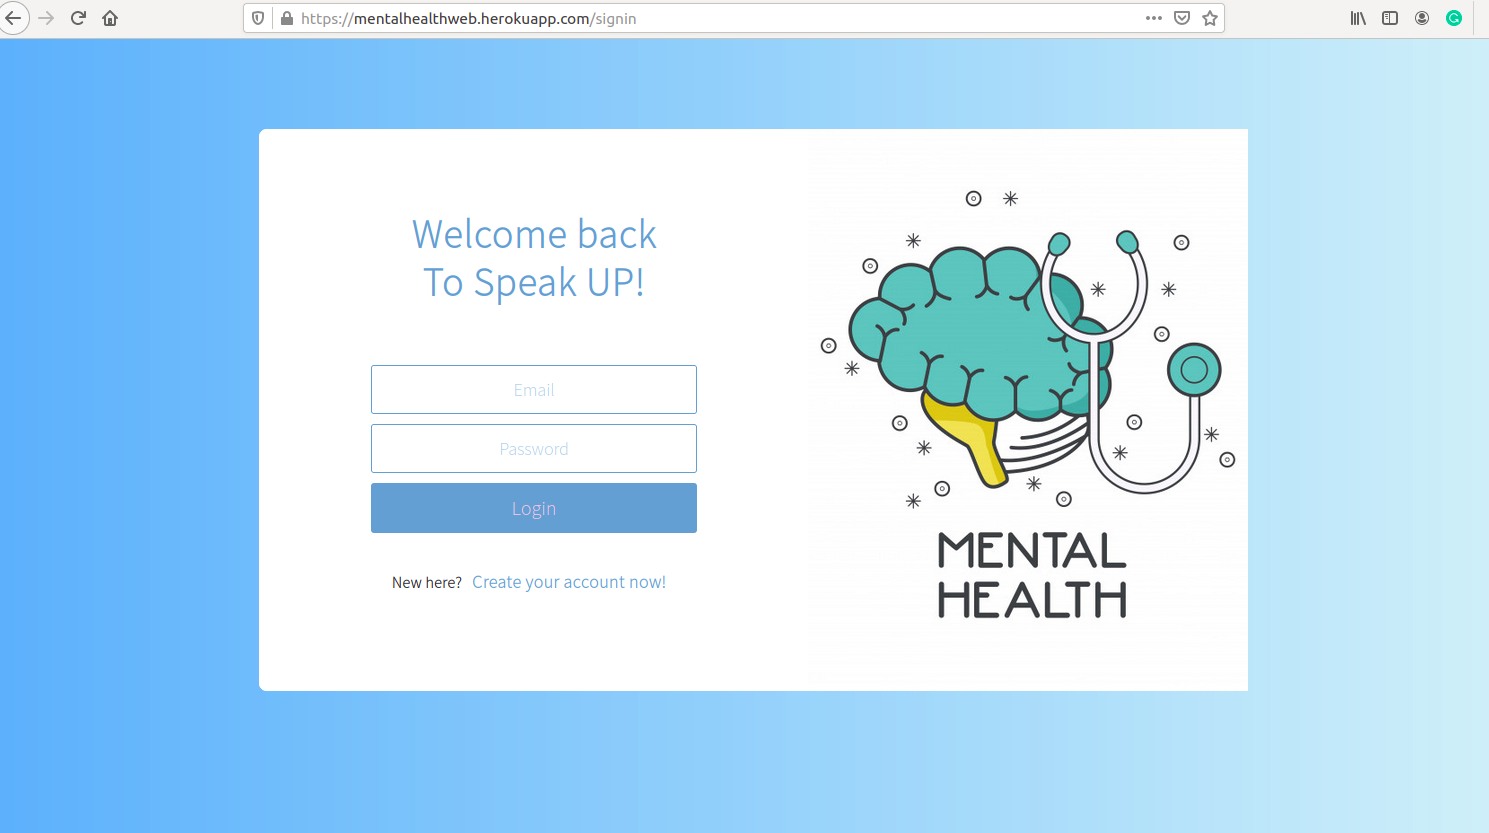 https://mentalhealthweb.herokuapp.com/signin
Welcome back
To Speak UP!
Email
Password
Login
New here? Create your account now!
MENTAL
HEALTH